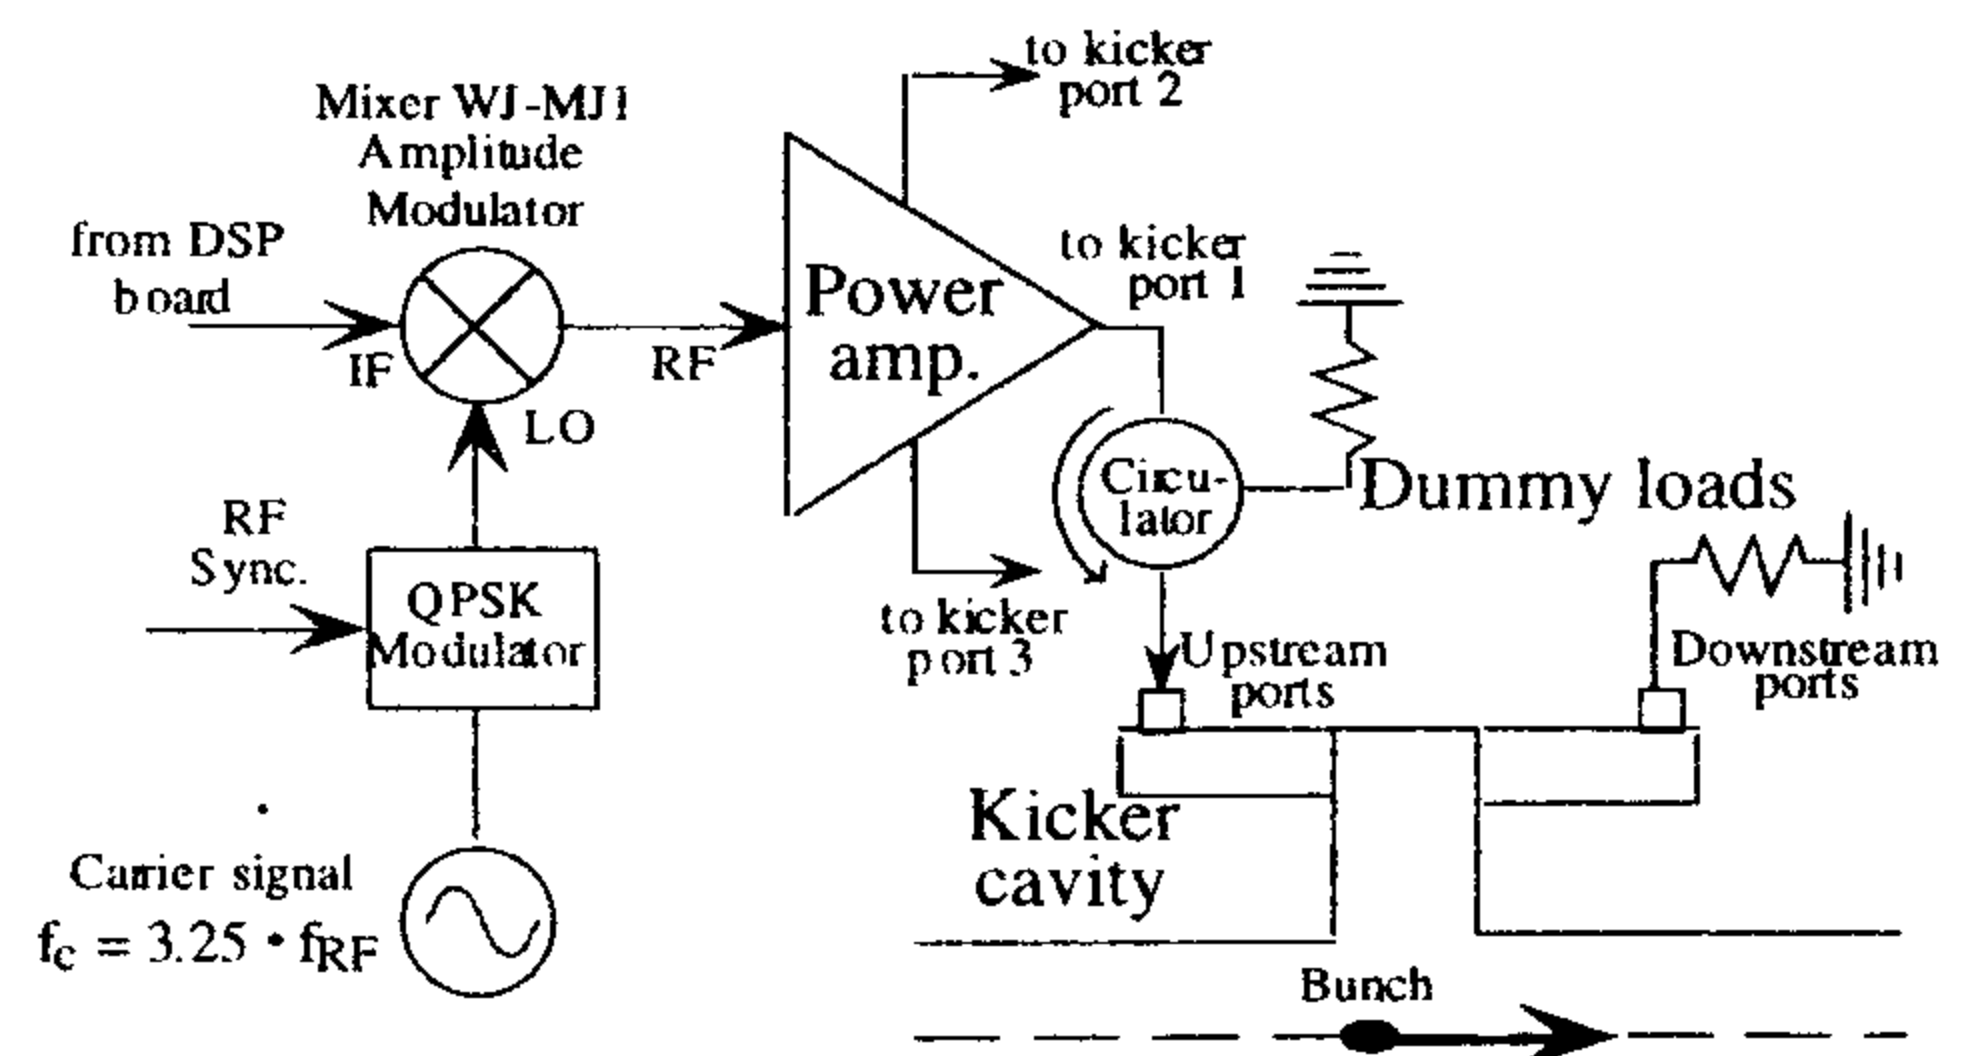 to kicker
port 2
Mixer WJ-MJ1
Amplitude
Modulator
from DSP
board
IF
LO
RF
Power
amp.
to kicker
port 1
Circu-
lator
Dummy loads
RF
Sync.
QPSK
Modulator
to kicker
port 3
Upstream
ports
Downstream
ports
Kicker
cavity
Carrier signal
fc = 3.25 • fRF
Bunch